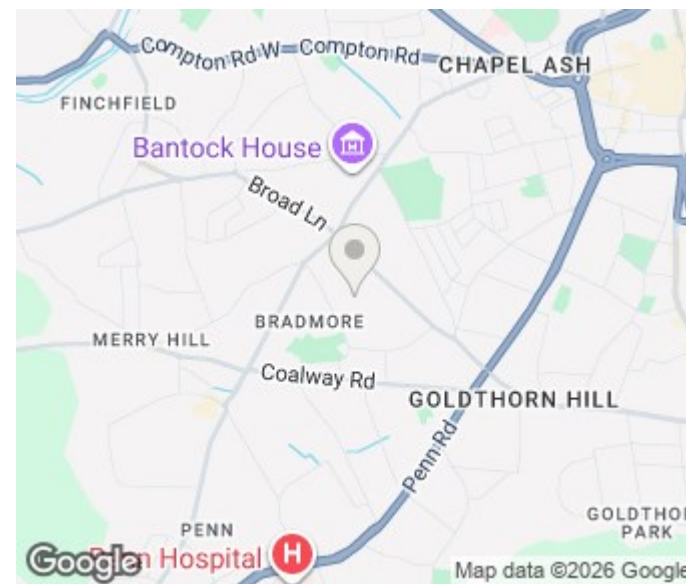 Compton Rd W
Compton Rd
CHAPEL ASH
FINCHFIELD
Bantock House
Broad Ln
BRADMORE
MERRY HILL
Coalway Rd
GOLDTHORN HILL
Penn Rd
GOLDTHO
PARK
PENN
Hospital
Google
Map data ©2026 Google